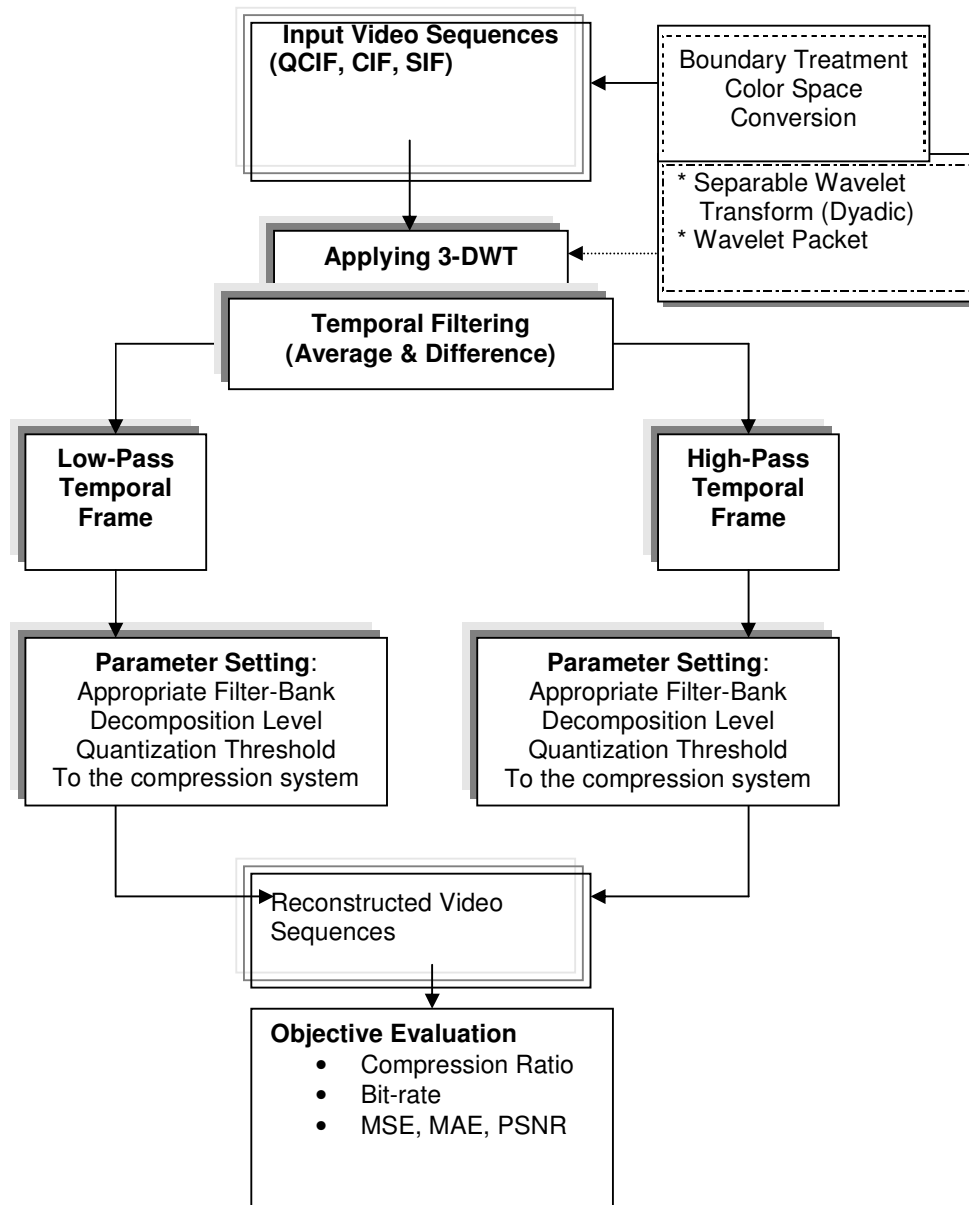 Input Video Sequences
(QCIF, CIF, SIF)
Boundary Treatment
Color Space
Conversion
* Separable Wavelet
Transform (Dyadic)
* Wavelet Packet
Applying 3-DWT
Temporal Filtering
(Average & Difference)
Low-Pass
Temporal
Frame
High-Pass
Temporal
Frame
Parameter Setting:
Appropriate Filter-Bank
Decomposition Level
Quantization Threshold
To the compression system
Parameter Setting:
Appropriate Filter-Bank
Decomposition Level
Quantization Threshold
To the compression system
Reconstructed Video
Sequences
Objective Evaluation
• Compression Ratio
• Bit-rate
• MSE, MAE, PSNR